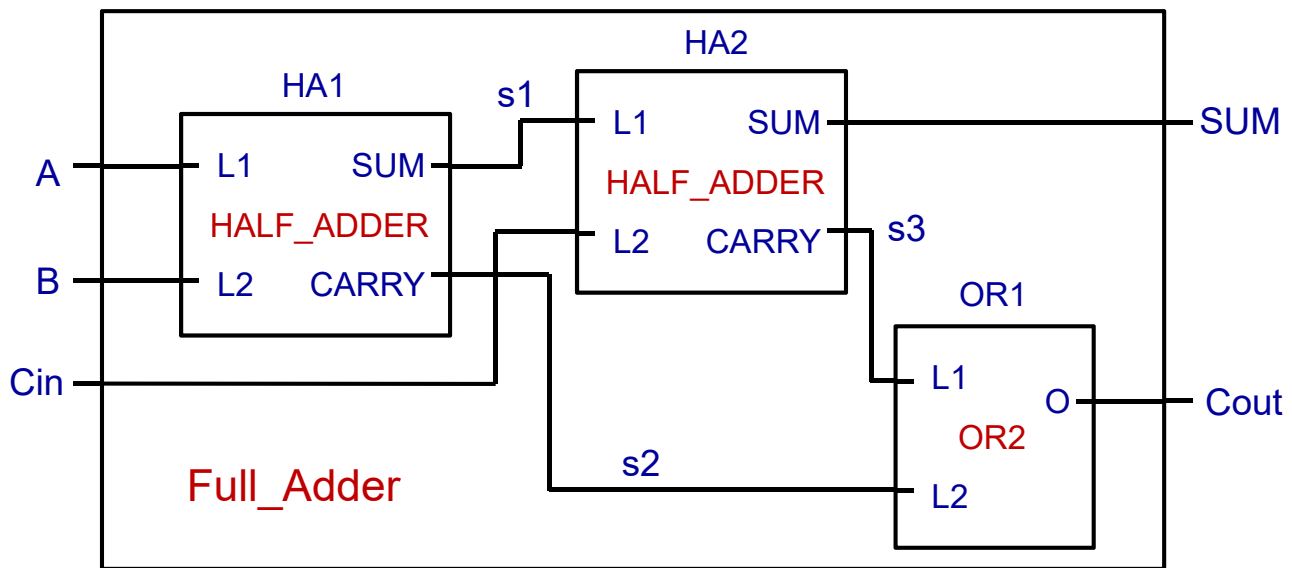 HA2
HA1
s1
L1 SUM
SUM
A
L1 SUM
HALF_ADDER
HALF_ADDER
L2 CARRY
s3
B
L2 CARRY
OR1
Cin
L1
O
Cout
OR2
s2
Full_Adder
L2